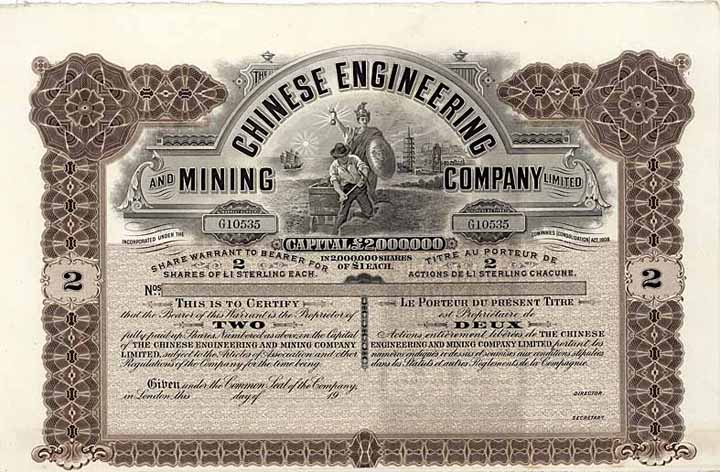 THE
CHINESE ENGINEERING
AND MINING COMPANY LIMITED
G10535 G10535
INCORPORATED UNDER THE COMPANIES (CONSOLIDATION) ACT, 1908
CAPITAL £2,000,000
IN 2,000,000 SHARES
OF £1 EACH.
SHARE WARRANT TO BEARER FOR
2
SHARES OF £1 STERLING EACH.
TITRE AU PORTEUR DE
2
ACTIONS DE L1 STERLING CHACUNE.
2 2
Nos
THIS IS TO CERTIFY
that the Bearer of this Warrant is the Proprietor of
TWO
fully paid up Shares Numbered as above in the Capital
of THE CHINESE ENGINEERING AND MINING COMPANY
LIMITED, subject to the Articles of Association and other
Regulations of the Company for the time being.
Given under the Common Seal of the Company,
in London, this day of 19
LE PORTEUR DU PRÉSENT TITRE
est Propriétaire de
DEUX
Actions entièrement libérées de THE CHINESE
ENGINEERING AND MINING COMPANY LIMITED portant les
numéros indiqués ci-dessus et soumises aux conditions stipulées
dans les Statuts et autres Règlements de la Compagnie.
DIRECTOR.
SECRETARY.
2 2